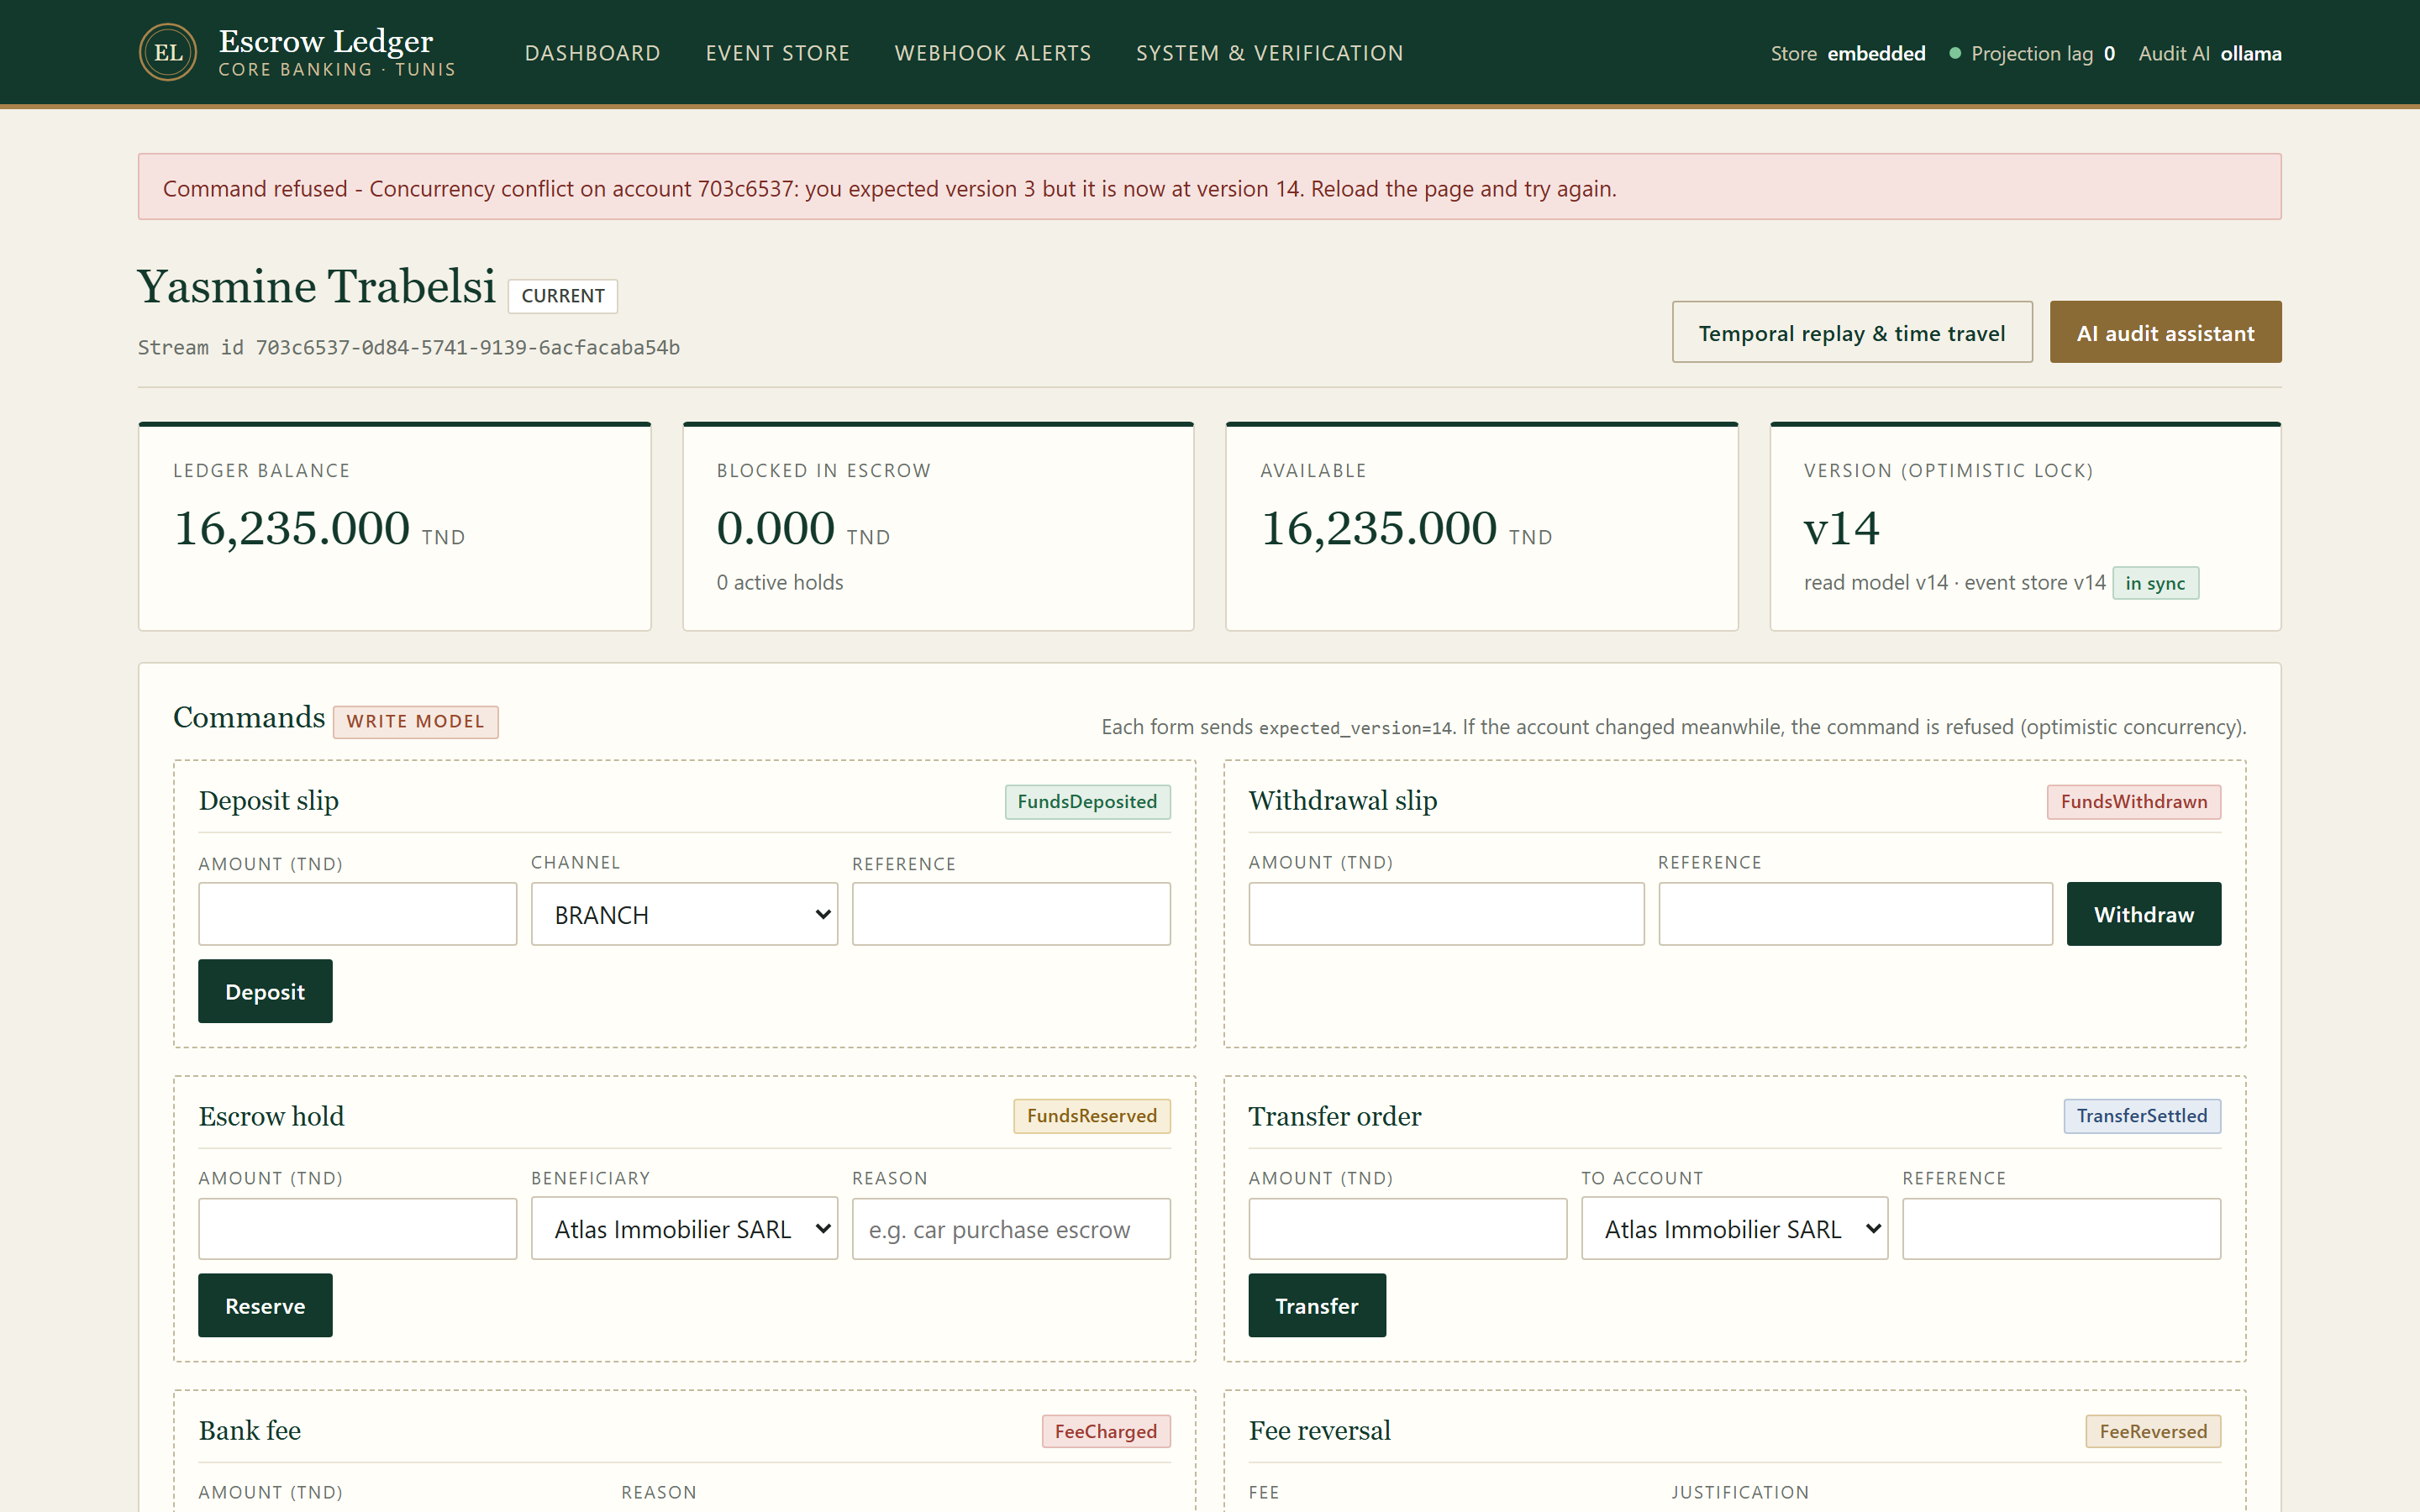 EL
Escrow Ledger
CORE BANKING · TUNIS
DASHBOARD EVENT STORE WEBHOOK ALERTS SYSTEM & VERIFICATION
Store embedded Projection lag 0 Audit AI ollama
Command refused - Concurrency conflict on account 703c6537: you expected version 3 but it is now at version 14. Reload the page and try again.
Yasmine Trabelsi CURRENT
Stream id 703c6537-0d84-5741-9139-6acfacaba54b
Temporal replay & time travel AI audit assistant
LEDGER BALANCE
16,235.000 TND
BLOCKED IN ESCROW
0.000 TND
0 active holds
AVAILABLE
16,235.000 TND
VERSION (OPTIMISTIC LOCK)
v14
read model v14 · event store v14 in sync
Commands WRITE MODEL
Each form sends expected_version=14. If the account changed meanwhile, the command is refused (optimistic concurrency).
Deposit slip FundsDeposited
AMOUNT (TND) CHANNEL REFERENCE
BRANCH
Deposit
Withdrawal slip FundsWithdrawn
AMOUNT (TND) REFERENCE
Withdraw
Escrow hold FundsReserved
AMOUNT (TND) BENEFICIARY REASON
Atlas Immobilier SARL e.g. car purchase escrow
Reserve
Transfer order TransferSettled
AMOUNT (TND) TO ACCOUNT REFERENCE
Atlas Immobilier SARL
Transfer
Bank fee FeeCharged
AMOUNT (TND) REASON
Fee reversal FeeReversed
FEE JUSTIFICATION